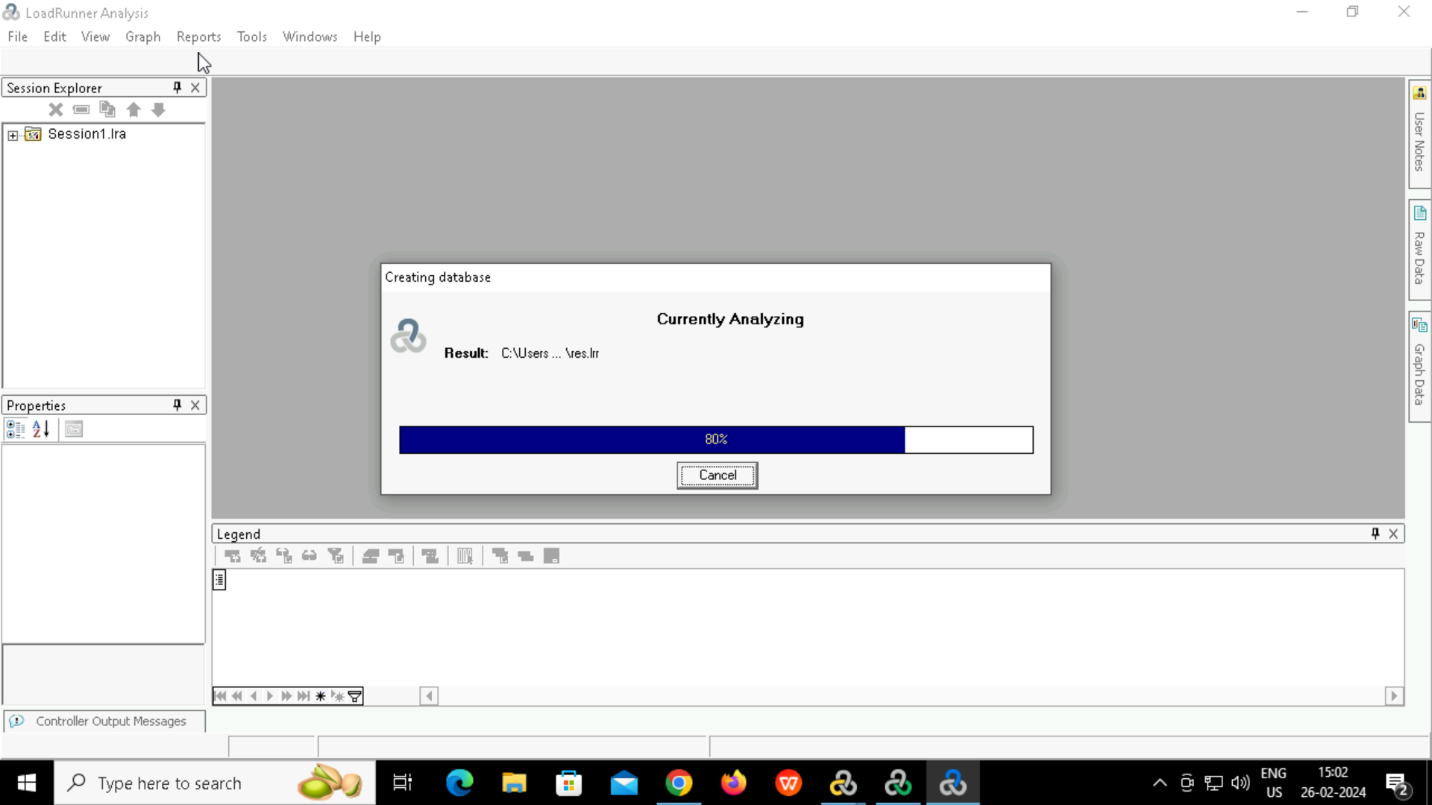 LoadRunner Analysis
File Edit View Graph Reports Tools Windows Help
Session Explorer
Session1.lra
User Notes
Raw Data
Graph Data
Creating database
Currently Analyzing
Result: C:\Users ... \res.lrr
80%
Cancel
Properties
Legend
Controller Output Messages
Type here to search
ENG
US
15:02
26-02-2024
2